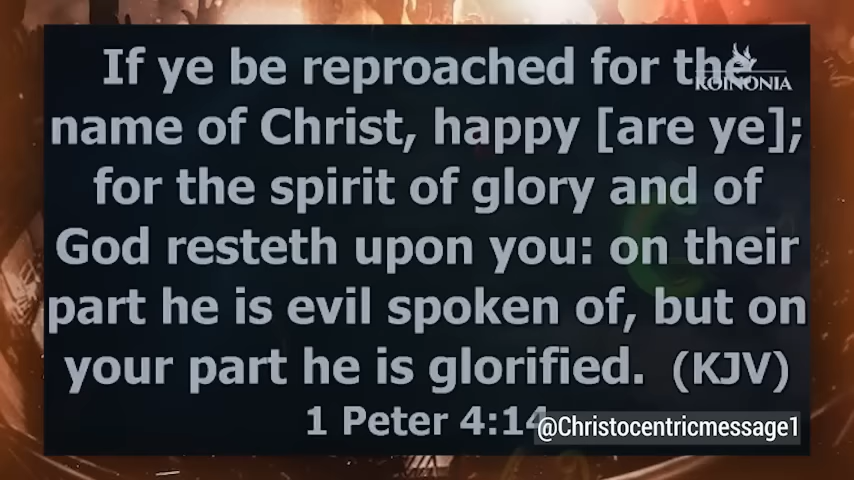 If ye be reproached for the
KOINONIA
name of Christ, happy [are ye];
for the spirit of glory and of
God resteth upon you: on their
part he is evil spoken of, but on
your part he is glorified. (KJV)
1 Peter 4:14
@Christocentricmessage1